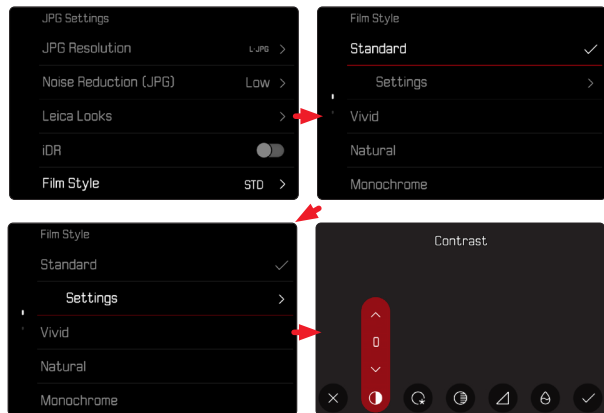 JPG Settings
JPG Resolution L-JPG
Noise Reduction (JPG) Low
Leica Looks
iDR
Film Style STD
Film Style
Standard
Settings
Vivid
Natural
Monochrome
Film Style
Standard
Settings
Vivid
Natural
Monochrome
Contrast
0